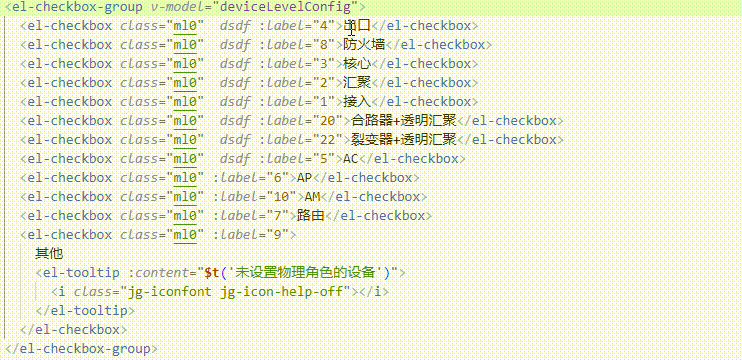 <el-checkbox-group v-model="deviceLevelConfig">
<el-checkbox class="ml0" dsdf :label="4">出口</el-checkbox>
<el-checkbox class="ml0" dsdf :label="8">防火墙</el-checkbox>
<el-checkbox class="ml0" dsdf :label="3">核心</el-checkbox>
<el-checkbox class="ml0" dsdf :label="2">汇聚</el-checkbox>
<el-checkbox class="ml0" dsdf :label="1">接入</el-checkbox>
<el-checkbox class="ml0" dsdf :label="20">合路器+透明汇聚</el-checkbox>
<el-checkbox class="ml0" dsdf :label="22">裂变器+透明汇聚</el-checkbox>
<el-checkbox class="ml0" dsdf :label="5">AC</el-checkbox>
<el-checkbox class="ml0" :label="6">AP</el-checkbox>
<el-checkbox class="ml0" :label="10">AM</el-checkbox>
<el-checkbox class="ml0" :label="7">路由</el-checkbox>
<el-checkbox class="ml0" :label="9">
其他
<el-tooltip :content="$t('未设置物理角色的设备')">
<i class="jg-iconfont jg-icon-help-off"></i>
</el-tooltip>
</el-checkbox>
</el-checkbox-group>